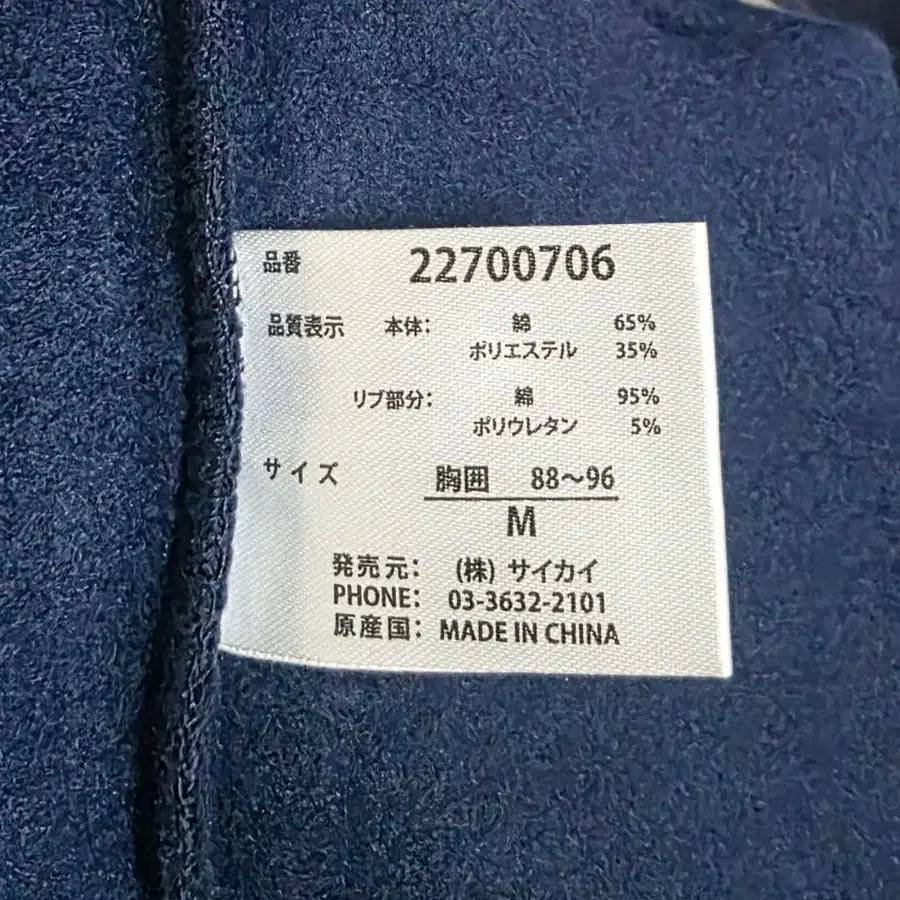 品番 22700706
品質表示 本体: 綿 65%
ポリエステル 35%
リブ部分: 綿 95%
ポリウレタン 5%
サイズ 胸囲 88〜96
M
発売元: (株) サイカイ
PHONE: 03-3632-2101
原産国: MADE IN CHINA